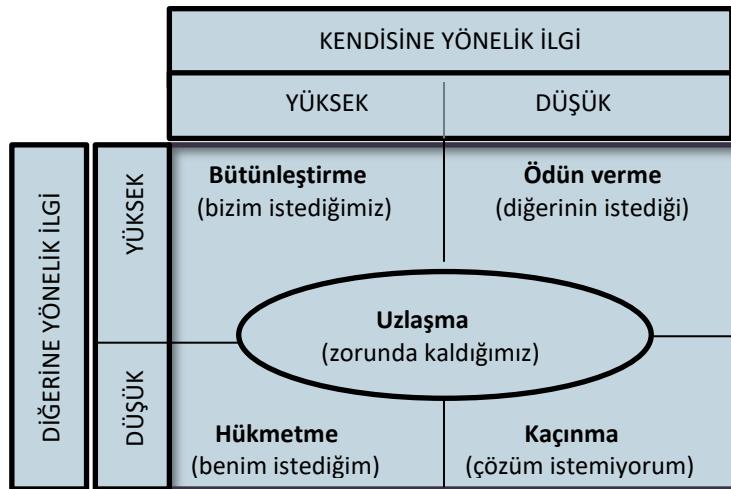 KENDİSİNE YÖNELİK İLGİ
YÜKSEK DÜŞÜK
DİĞERİNE YÖNELİK İLGİ
YÜKSEK
Bütünleştirme Ödün verme
(bizim istediğimiz) (diğerinin istediği)
Uzlaşma
(zorunda kaldığımız)
DÜŞÜK
Hükmetme Kaçınma
(benim istediğim) (çözüm istemiyorum)